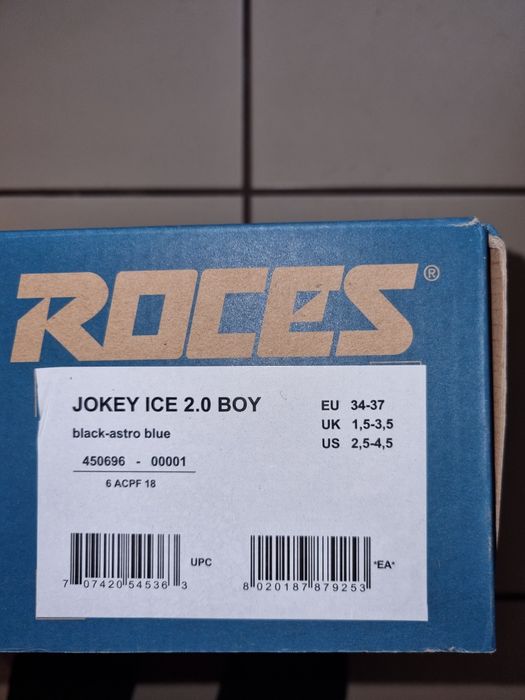 ROCES®
JOKEY ICE 2.0 BOY
black-astro blue
450696 - 00001
6 ACPF 18
EU 34-37
UK 1,5-3,5
US 2,5-4,5
UPC
7 07420 54536 3
*EA*
8 020187 879253